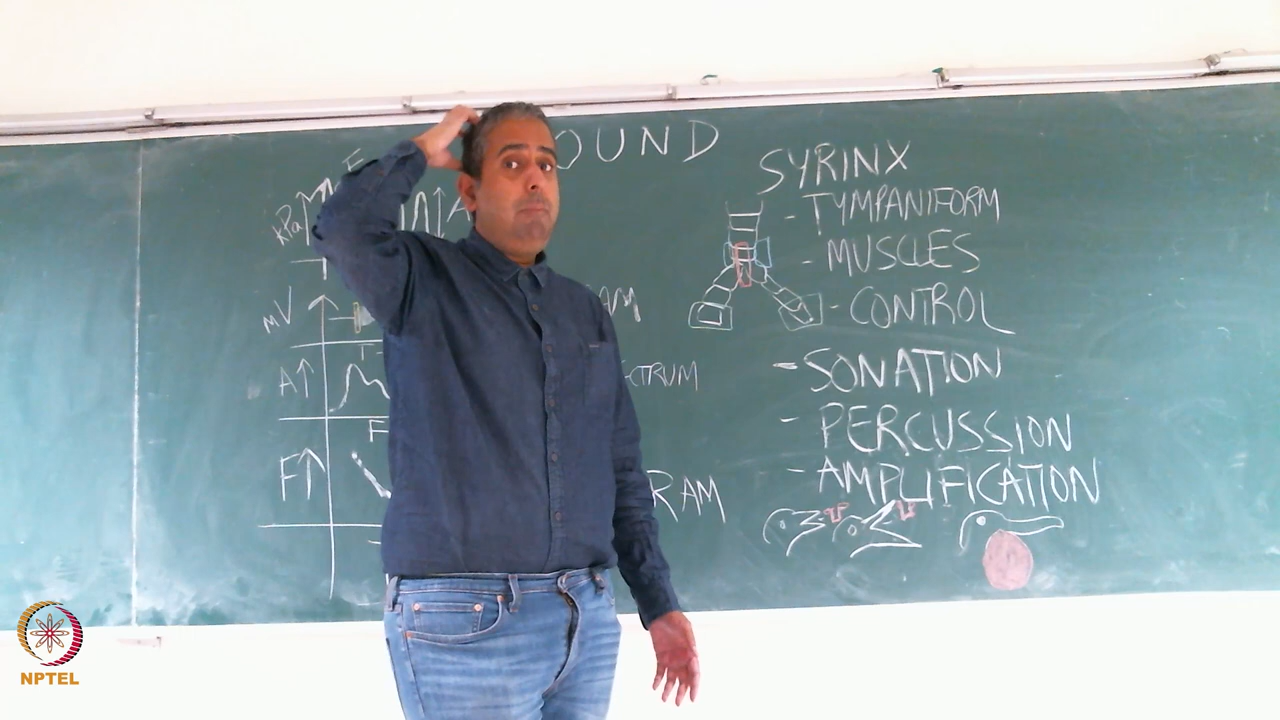 OUND
SYRINX
- TYMPANIFORM
- MUSCLES
- CONTROL
- SONATION
- PERCUSSION
- AMPLIFICATION
kPa
A
mV
AM
T
A
CTRUM
F
F
RAM
NPTEL